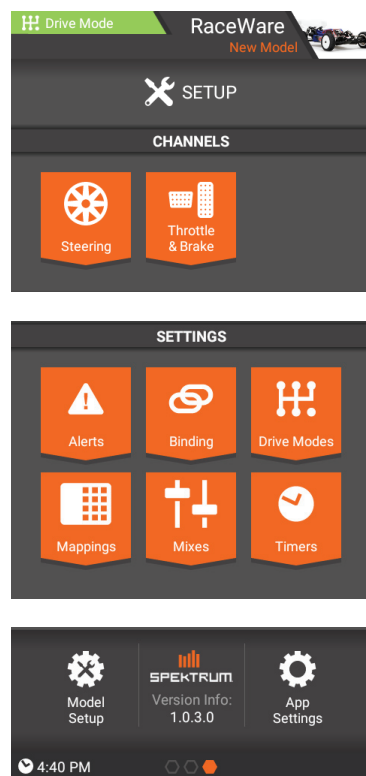 Drive Mode
RaceWare
New Model
SETUP
CHANNELS
Steering
Throttle
& Brake
SETTINGS
Alerts
Binding
Drive Modes
Mappings
Mixes
Timers
Model
Setup
SPEKTRUM
Version Info:
1.0.3.0
App
Settings
4:40 PM